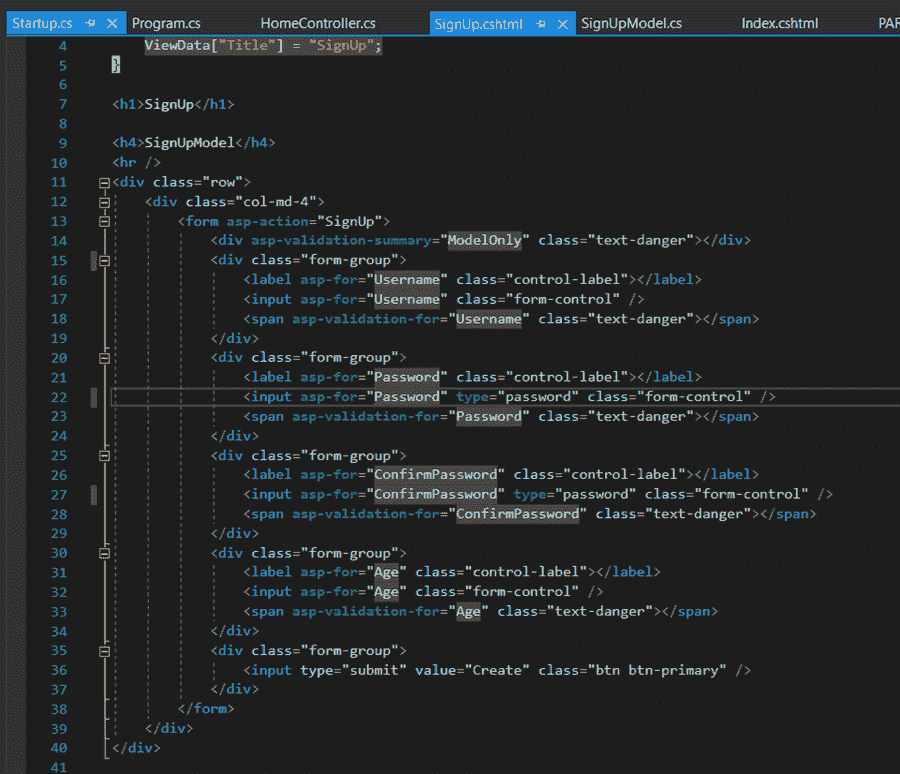 Startup.cs Program.cs HomeController.cs SignUp.cshtml SignUpModel.cs Index.cshtml PAR
4 ViewData["Title"] = "SignUp";
5 }
6
7 <h1>SignUp</h1>
8
9 <h4>SignUpModel</h4>
10 <hr />
11 <div class="row">
12 <div class="col-md-4">
13 <form asp-action="SignUp">
14 <div asp-validation-summary="ModelOnly" class="text-danger"></div>
15 <div class="form-group">
16 <label asp-for="Username" class="control-label"></label>
17 <input asp-for="Username" class="form-control" />
18 <span asp-validation-for="Username" class="text-danger"></span>
19 </div>
20 <div class="form-group">
21 <label asp-for="Password" class="control-label"></label>
22 <input asp-for="Password" type="password" class="form-control" />
23 <span asp-validation-for="Password" class="text-danger"></span>
24 </div>
25 <div class="form-group">
26 <label asp-for="ConfirmPassword" class="control-label"></label>
27 <input asp-for="ConfirmPassword" type="password" class="form-control" />
28 <span asp-validation-for="ConfirmPassword" class="text-danger"></span>
29 </div>
30 <div class="form-group">
31 <label asp-for="Age" class="control-label"></label>
32 <input asp-for="Age" class="form-control" />
33 <span asp-validation-for="Age" class="text-danger"></span>
34 </div>
35 <div class="form-group">
36 <input type="submit" value="Create" class="btn btn-primary" />
37 </div>
38 </form>
39 </div>
40 </div>
41